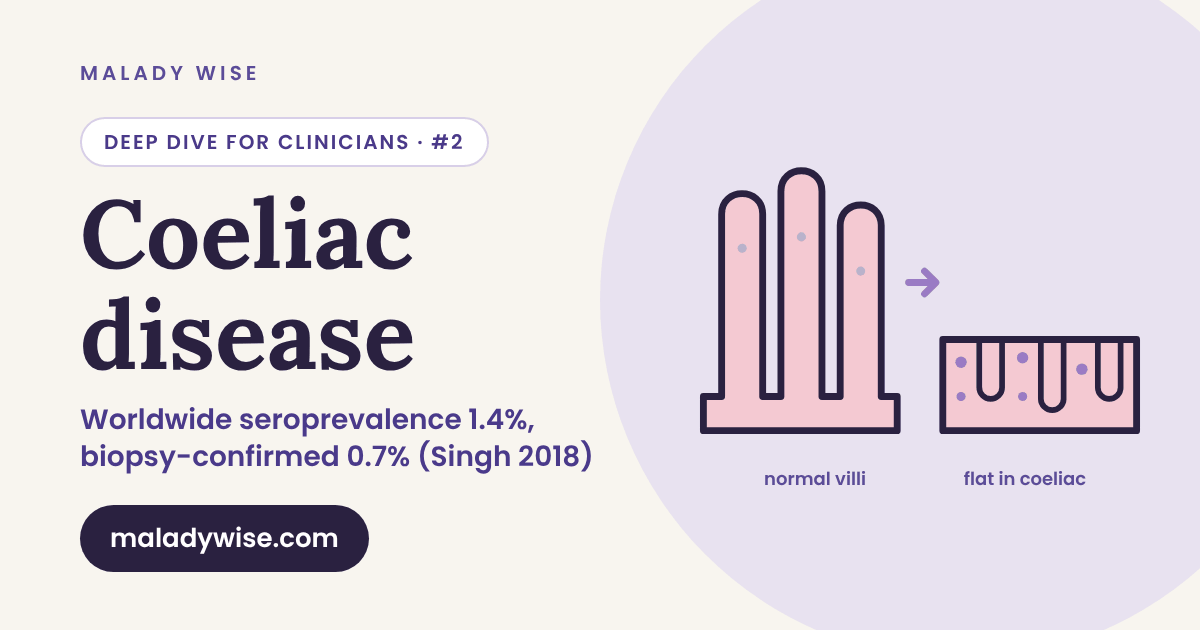 MALADY WISE
DEEP DIVE FOR CLINICIANS · #2
Coeliac
disease
Worldwide seroprevalence 1.4%,
biopsy-confirmed 0.7% (Singh 2018)
maladywise.com
normal villi
flat in coeliac